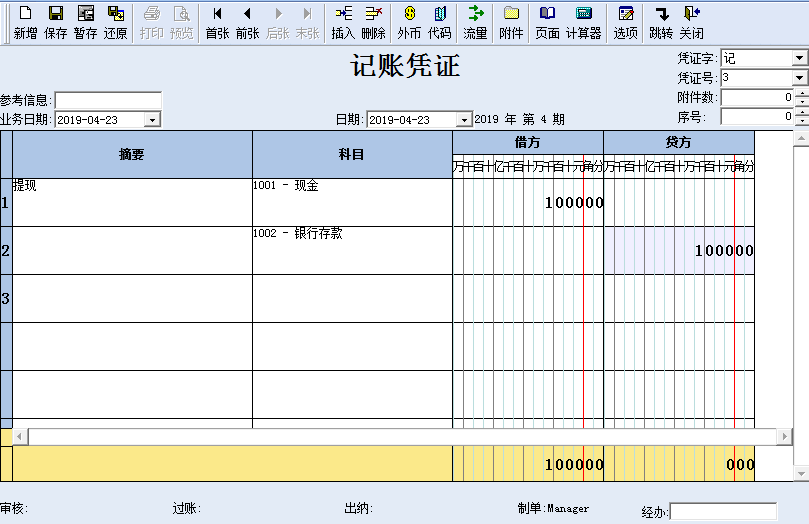 新增 保存 暂存 还原 打印 预览 首张 前张 后张 末张 插入 删除 外币 代码 流量 附件 页面 计算器 选项 跳转 关闭
记账凭证
凭证字: 记
凭证号: 3
附件数: 0
序号: 0
参考信息:
业务日期: 2019-04-23 日期: 2019-04-23 2019 年 第 4 期
摘要 科目 借方 贷方
万千百十亿千百十万千百十元角分 万千百十亿千百十万千百十元角分
1 提现 1001 - 现金 100000
2 1002 - 银行存款 100000
3
100000 000
审核: 过账: 出纳: 制单:Manager 经办: